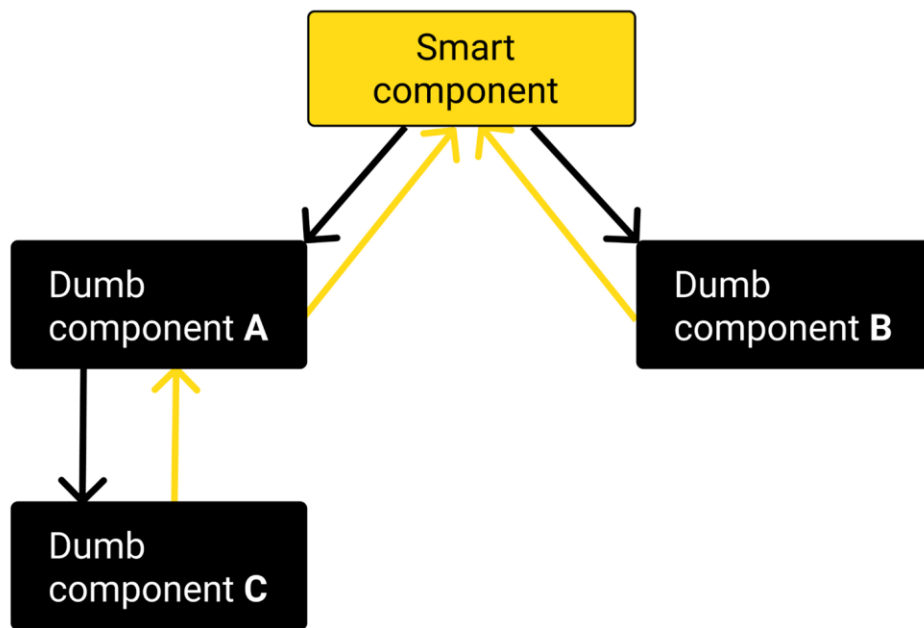 Smart
component
Dumb
component A
Dumb
component B
Dumb
component C